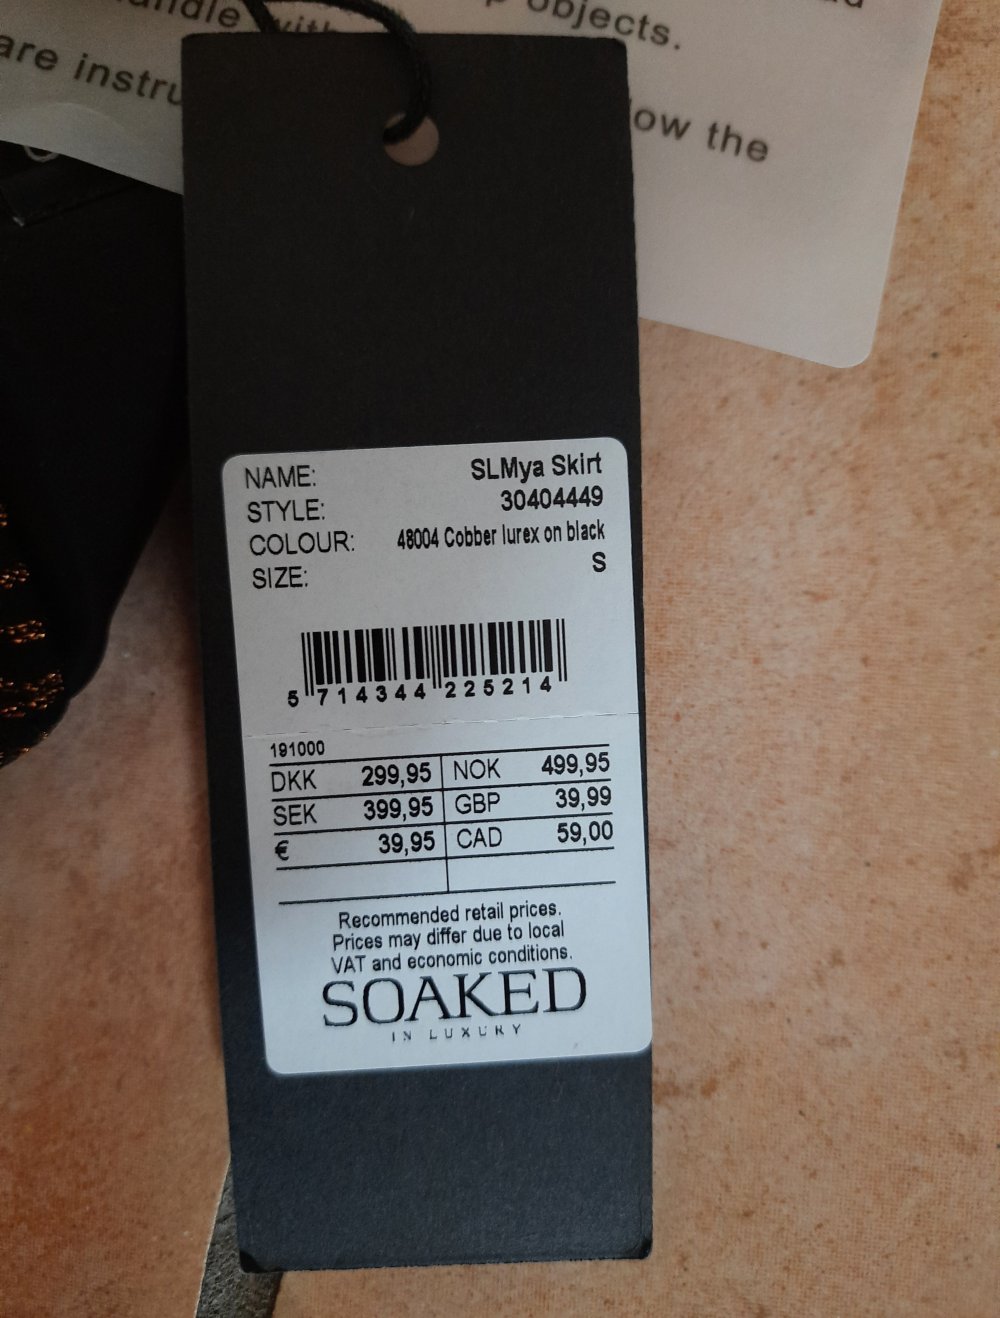 objects.
are
low the
NAME: SLMya Skirt
STYLE: 30404449
COLOUR: 48004 Cobber lurex on black
SIZE: S
5 714344 225214
191000
DKK 299,95 NOK 499,95
SEK 399,95 GBP 39,99
€ 39,95 CAD 59,00
Recommended retail prices.
Prices may differ due to local
VAT and economic conditions.
SOAKED
IN LUXURY